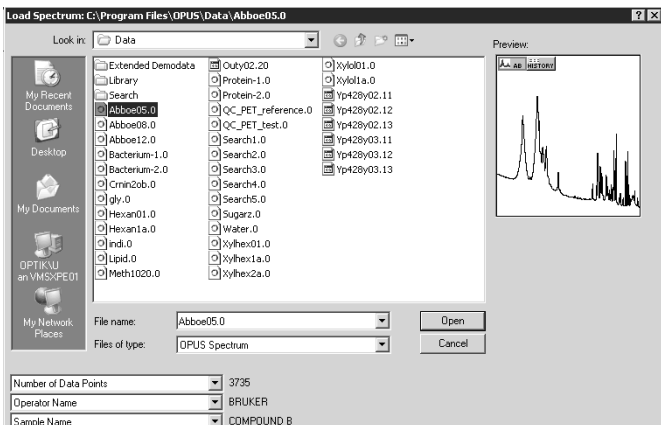 Load Spectrum: C:\Program Files\OPUS\Data\Abboe05.0
Look in: Data
Preview:
My Recent Documents
Desktop
My Documents
OPTIK\U
an VMSXPE01
My Network Places
Extended Demodata
Library
Search
Abboe05.0
Abboe08.0
Abboe12.0
Bacterium-1.0
Bacterium-2.0
Crnin2ob.0
gly.0
Hexan01.0
Hexan1a.0
indi.0
Lipid.0
Meth1020.0
Outy02.20
Protein-1.0
Protein-2.0
QC_PET_reference.0
QC_PET_test.0
Search1.0
Search2.0
Search3.0
Search4.0
Search5.0
Sugarz.0
Water.0
Xylhex01.0
Xylhex1a.0
Xylhex2a.0
Xylol01.0
Xylol1a.0
Yp428y02.11
Yp428y02.12
Yp428y02.13
Yp428y03.11
Yp428y03.12
Yp428y03.13
AB HISTORY
File name: Abboe05.0 Open
Files of type: OPUS Spectrum Cancel
Number of Data Points 3735
Operator Name BRUKER
Sample Name COMPOUND B